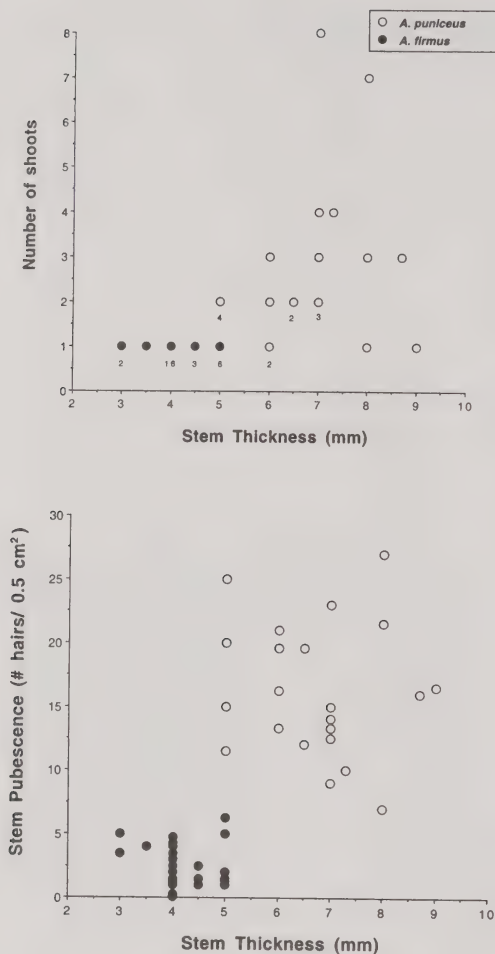 A. puniceus
A. firmus
Number of shoots
8
7
6
5
4
3
2
1
0
4 2 3
2 16 3 6 2
2 3 4 5 6 7 8 9 10
Stem Thickness (mm)
Stem Pubescence (# hairs/ 0.5 cm²)
30
25
20
15
10
5
0
2 3 4 5 6 7 8 9 10
Stem Thickness (mm)